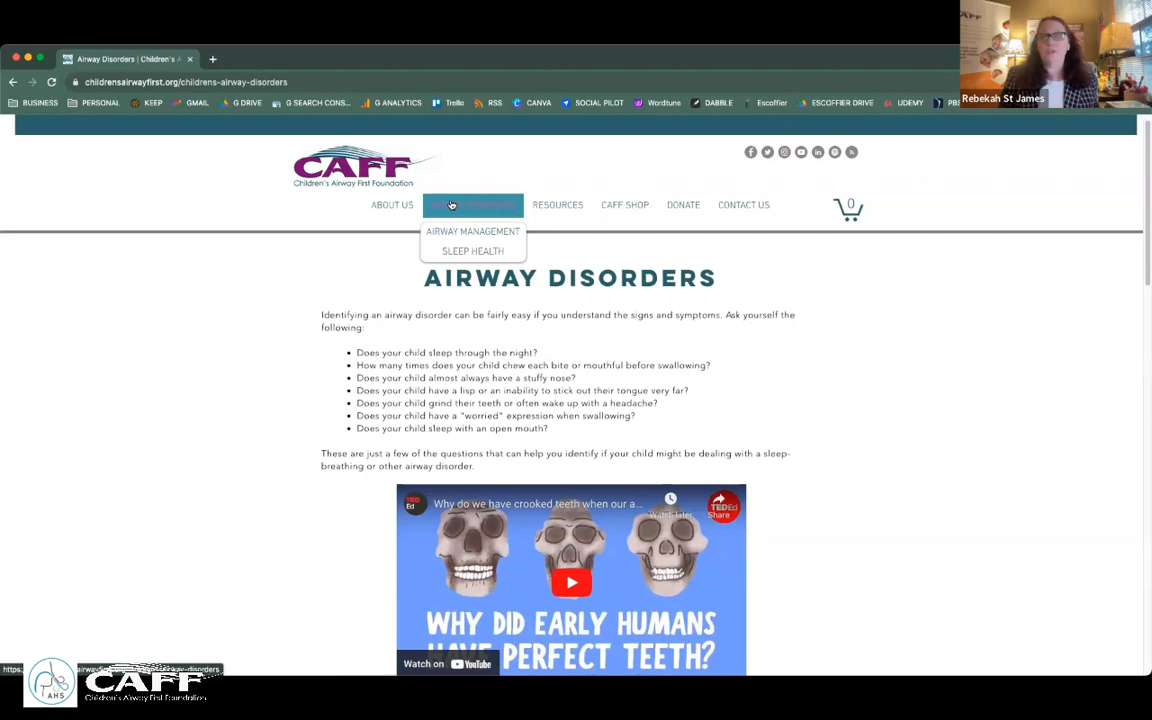 Airway Disorders | Children's A
childrensairwayfirst.org/childrens-airway-disorders
BUSINESS PERSONAL KEEP GMAIL G DRIVE G SEARCH CONS... G ANALYTICS Trello RSS CANVA SOCIAL PILOT Wordtune DABBLE Escoffier ESCOFFIER DRIVE UDEMY PBS
Rebekah St James
CAFF
Children's Airway First Foundation
ABOUT US AIRWAY DISORDERS RESOURCES CAFF SHOP DONATE CONTACT US 0
AIRWAY MANAGEMENT
SLEEP HEALTH
AIRWAY DISORDERS
Identifying an airway disorder can be fairly easy if you understand the signs and symptoms. Ask yourself the
following:
Does your child sleep through the night?
How many times does your child chew each bite or mouthful before swallowing?
Does your child almost always have a stuffy nose?
Does your child have a lisp or an inability to stick out their tongue very far?
Does your child grind their teeth or often wake up with a headache?
Does your child have a "worried" expression when swallowing?
Does your child sleep with an open mouth?
These are just a few of the questions that can help you identify if your child might be dealing with a sleep-
breathing or other airway disorder.
TED Ed Why do we have crooked teeth when our a...
Watch later Share
WHY DID EARLY HUMANS
HAVE PERFECT TEETH?
Watch on YouTube
AHS
CAFF
Children's Airway First Foundation